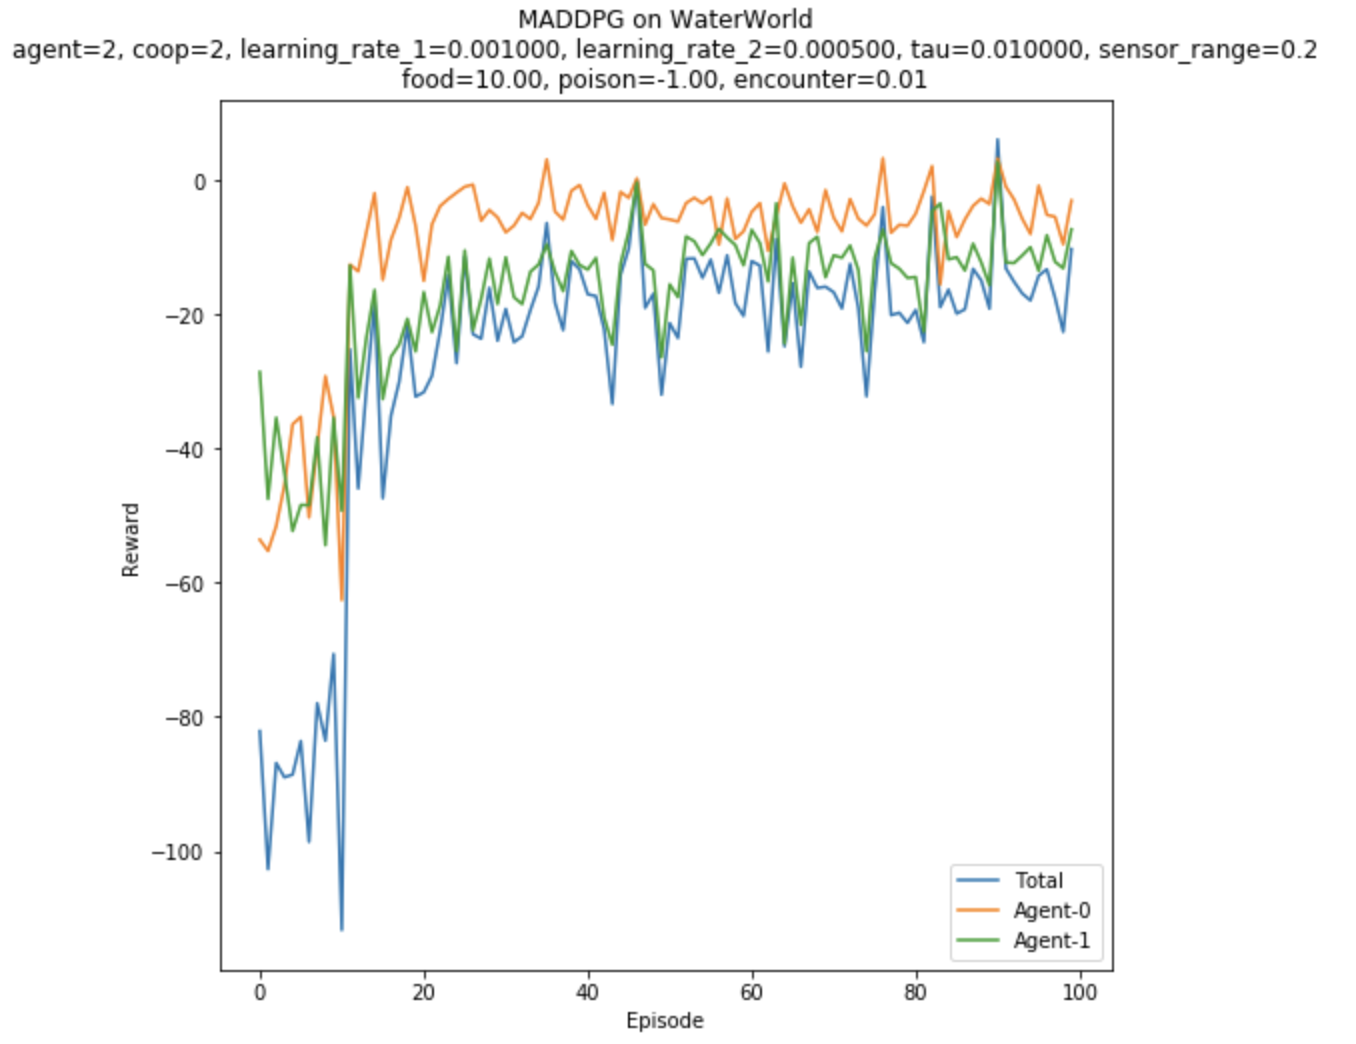 MADDPG on WaterWorld
agent=2, coop=2, learning_rate_1=0.001000, learning_rate_2=0.000500, tau=0.010000, sensor_range=0.2
food=10.00, poison=-1.00, encounter=0.01
0
−20
−40
−60
−80
−100
Reward
Total
Agent-0
Agent-1
0 20 40 60 80 100
Episode